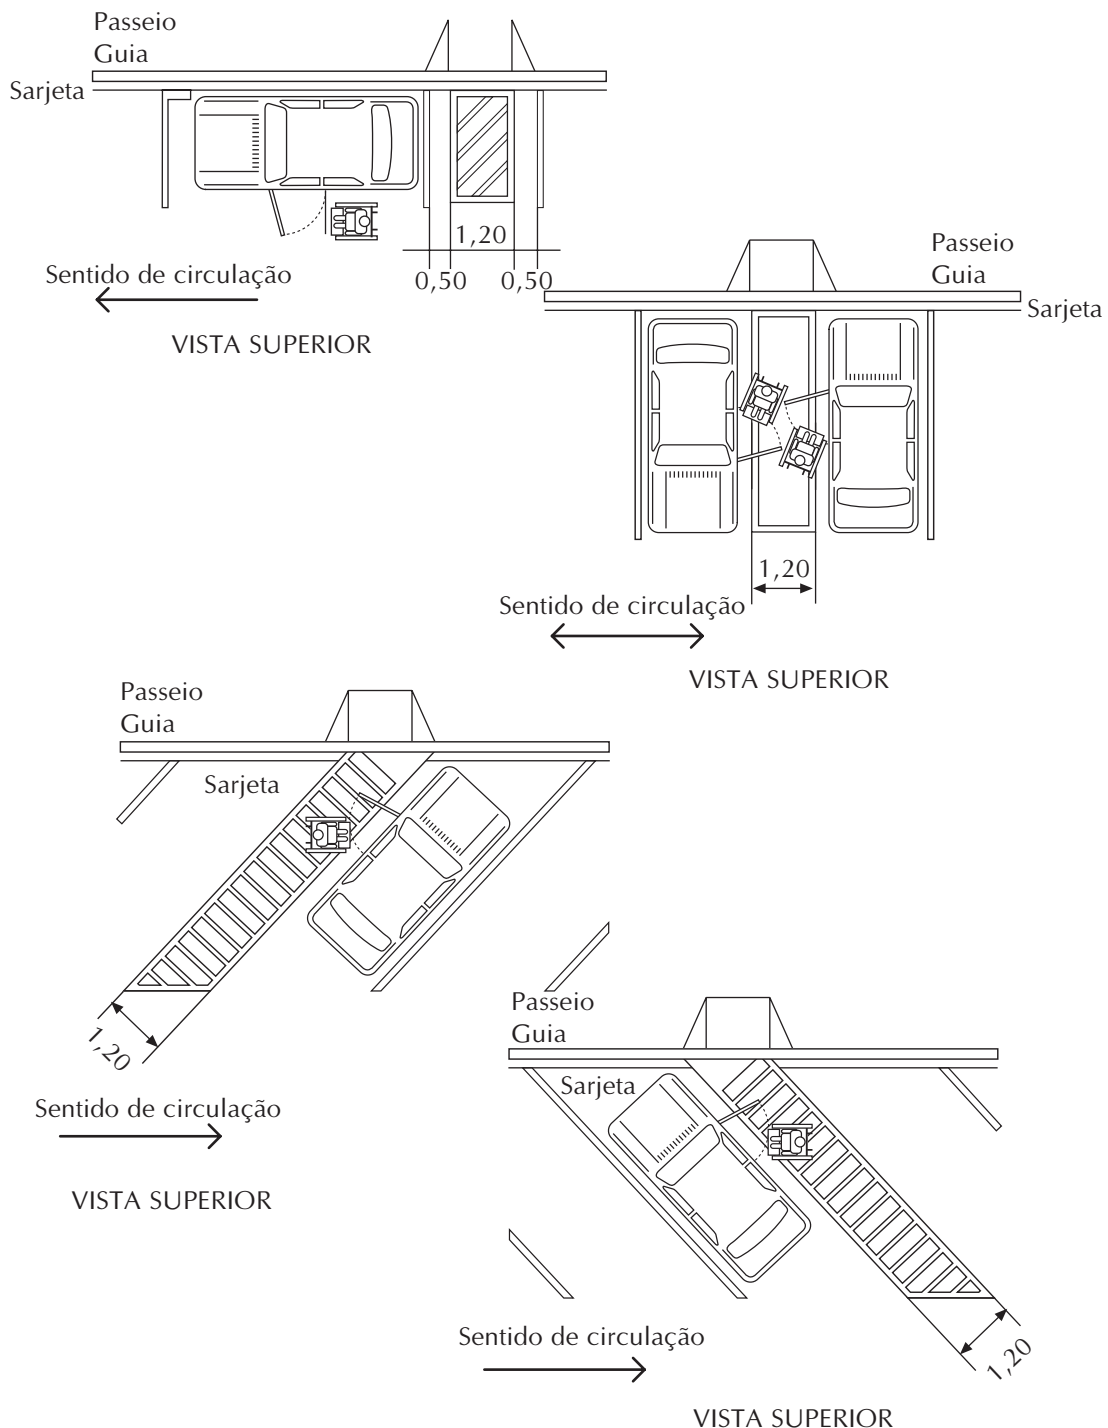 Passeio
Guia
Sarjeta
1,20
0,50 0,50
Sentido de circulação
VISTA SUPERIOR
Passeio
Guia
Sarjeta
1,20
Sentido de circulação
VISTA SUPERIOR
Passeio
Guia
Sarjeta
1,20
Sentido de circulação
VISTA SUPERIOR
Passeio
Guia
Sarjeta
1,20
Sentido de circulação
VISTA SUPERIOR